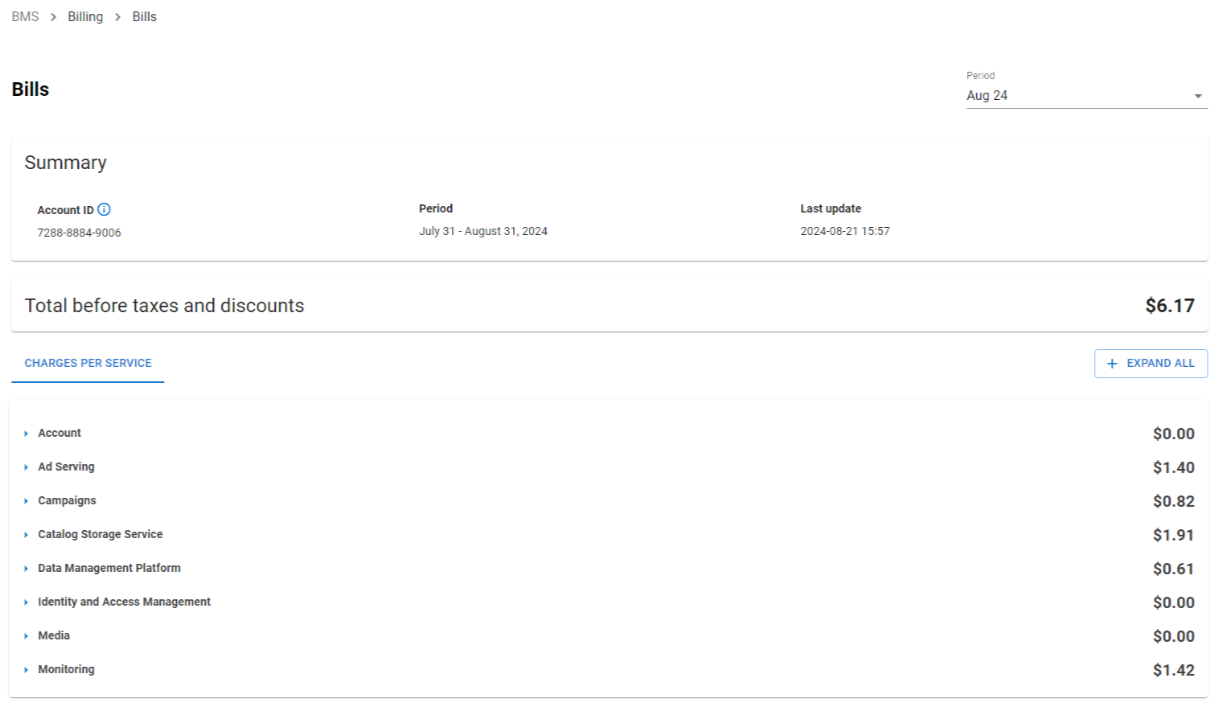 BMS > Billing > Bills
Period
Bills
Aug 24
Summary
Account ID Period Last update
7288-8884-9006 July 31 - August 31, 2024 2024-08-21 15:57
Total before taxes and discounts $6.17
CHARGES PER SERVICE + EXPAND ALL
Account $0.00
Ad Serving $1.40
Campaigns $0.82
Catalog Storage Service $1.91
Data Management Platform $0.61
Identity and Access Management $0.00
Media $0.00
Monitoring $1.42